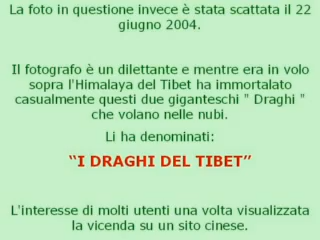 La foto in questione invece è stata scattata il 22
giugno 2004.
Il fotografo è un dilettante e mentre era in volo
sopra l'Himalaya del Tibet ha immortalato
casualmente questi due giganteschi " Draghi "
che volano nelle nubi.
Li ha denominati:
“I DRAGHI DEL TIBET”
L'interesse di molti utenti una volta visualizzata
la vicenda su un sito cinese.